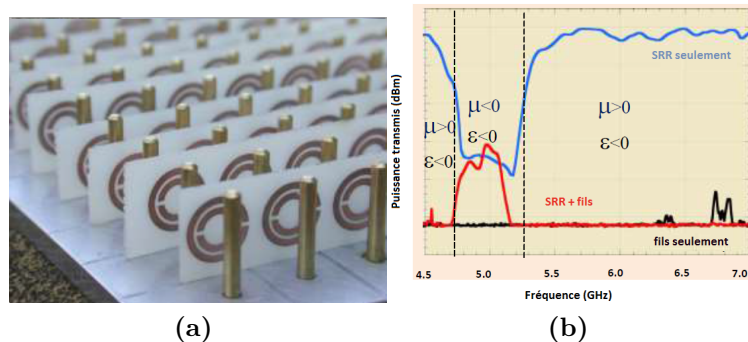 SRR seulement
μ<0
μ>0
μ>0
ε<0
ε<0
ε<0
SRR + fils
fils seulement
Puissance transmis (dBm)
4.5 5.0 5.5 6.0 6.5 7.0
Fréquence (GHz)
(a)
(b)